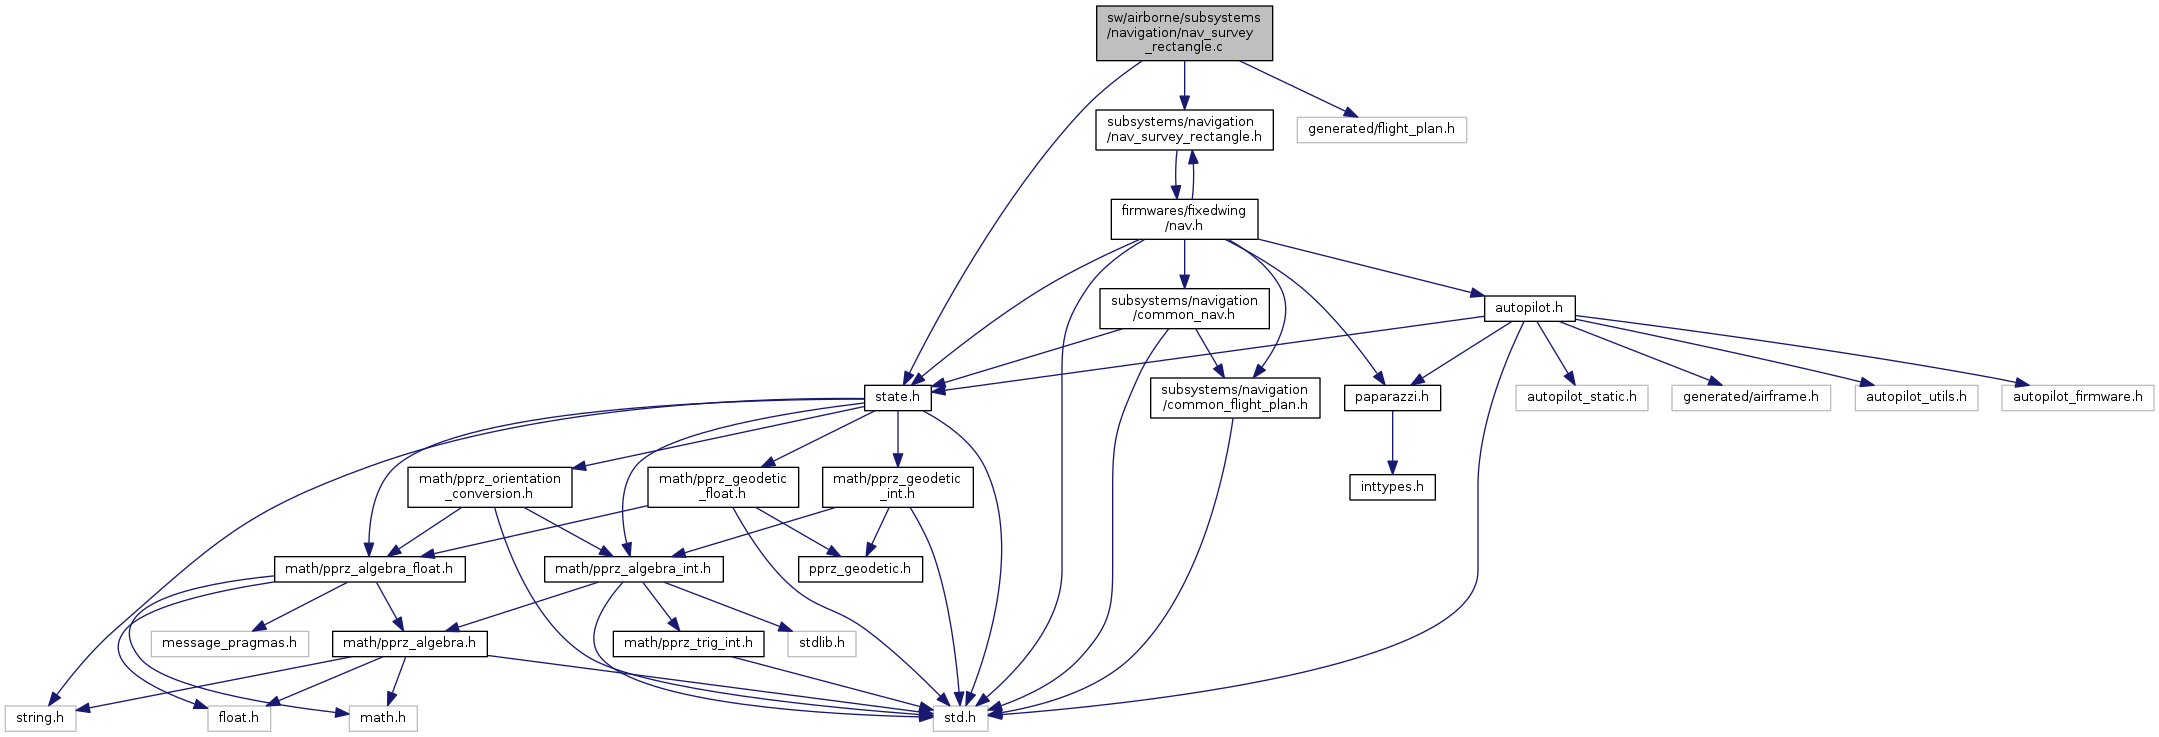 sw/airborne/subsystems
/navigation/nav_survey
_rectangle.c
subsystems/navigation
/nav_survey_rectangle.h
generated/flight_plan.h
firmwares/fixedwing
/nav.h
subsystems/navigation
/common_nav.h
autopilot.h
state.h
subsystems/navigation
/common_flight_plan.h
paparazzi.h
autopilot_static.h
generated/airframe.h
autopilot_utils.h
autopilot_firmware.h
math/pprz_orientation
_conversion.h
math/pprz_geodetic
_float.h
math/pprz_geodetic
_int.h
inttypes.h
math/pprz_algebra_float.h
math/pprz_algebra_int.h
pprz_geodetic.h
message_pragmas.h
math/pprz_algebra.h
math/pprz_trig_int.h
stdlib.h
string.h
float.h
math.h
std.h